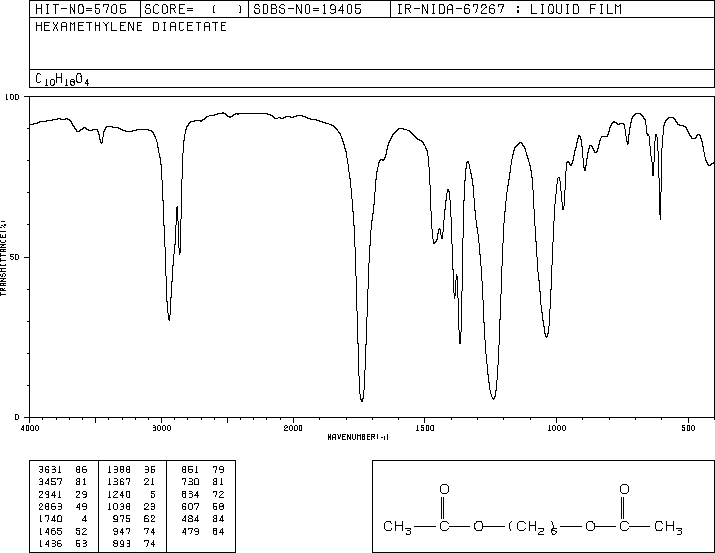 HIT-NO=5705 SCORE= ( ) SDBS-NO=19405 IR-NIDA-67267 : LIQUID FILM
HEXAMETHYLENE DIACETATE
C10H18O4
100
50
0
TRANSMITTANCE(%)
4000 3000 2000 1500 1000 500
WAVENUMBER(-1)
3631 86 1388 36 851 79
3457 81 1367 21 730 81
2941 29 1240 5 634 72
2863 49 1038 23 607 58
1740 4 975 62 484 84
1465 52 947 74 479 84
1436 53 893 74
O O
CH3—C—O—(CH2)6—O—C—CH3